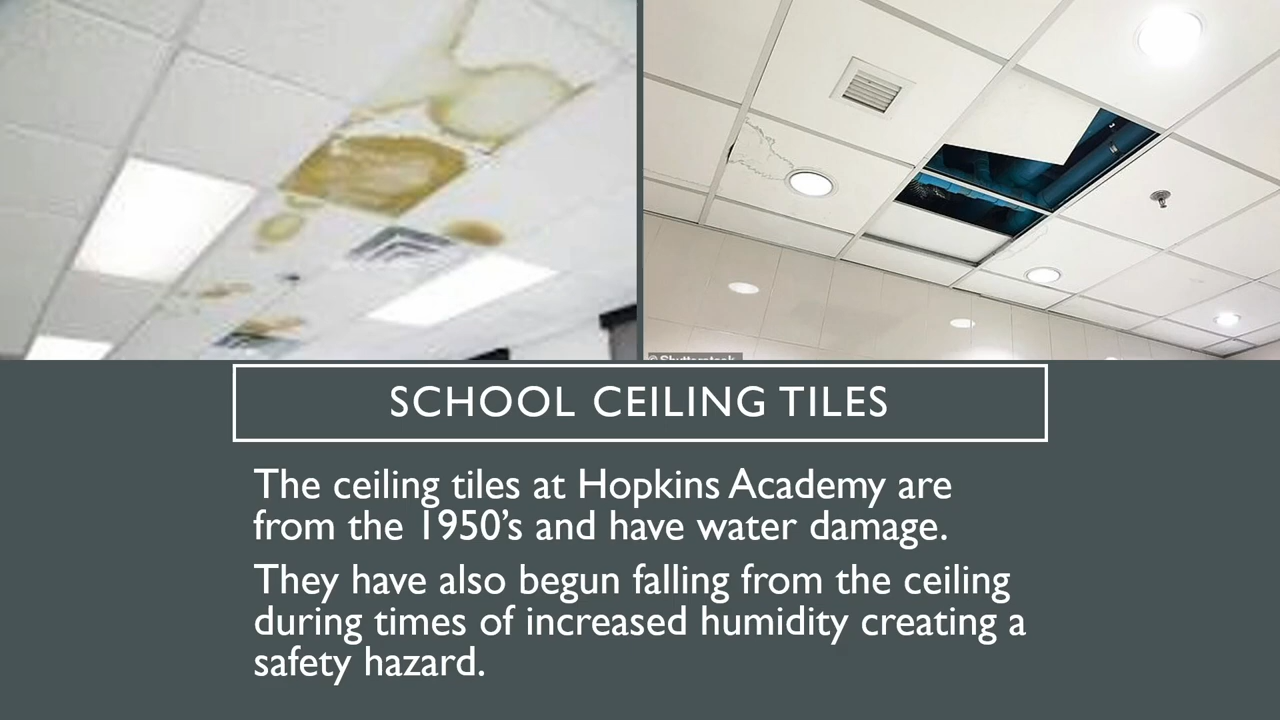 © Shutterstock
SCHOOL CEILING TILES
The ceiling tiles at Hopkins Academy are
from the 1950’s and have water damage.
They have also begun falling from the ceiling
during times of increased humidity creating a
safety hazard.